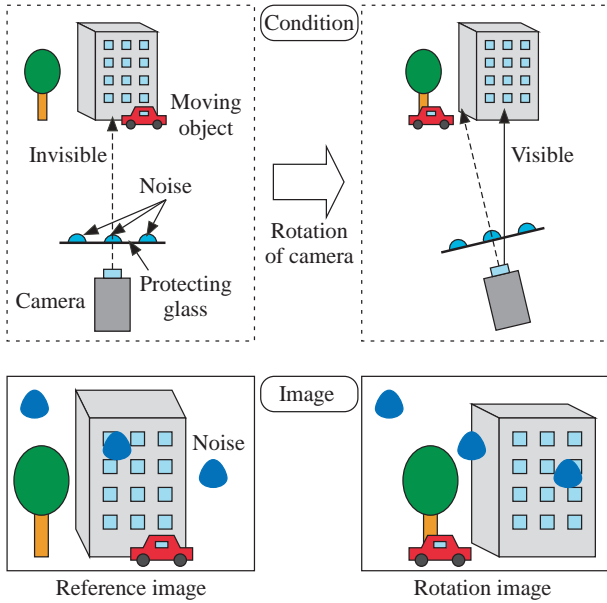 Condition
Moving
object
Invisible
Noise
Protecting
glass
Camera
Rotation
of camera
Visible
Image
Noise
Reference image
Rotation image